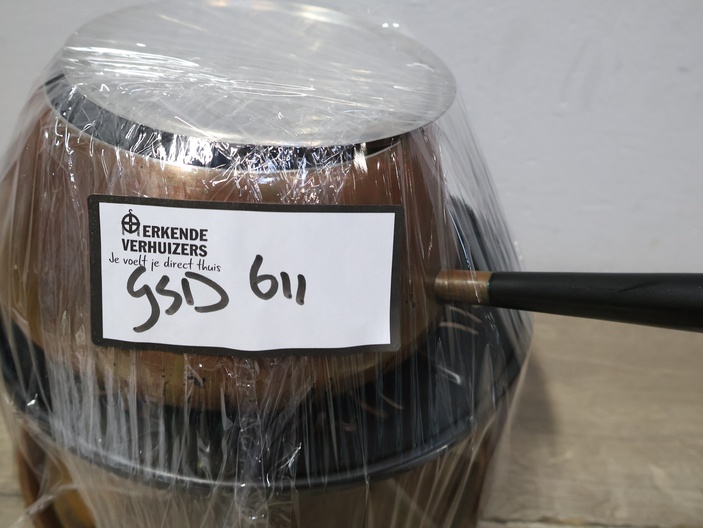 ERKENDE
VERHUIZERS
Je voelt je direct thuis
GSD 611